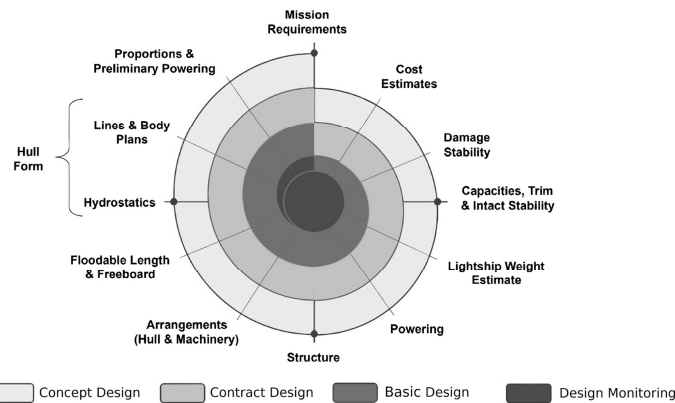 Mission
Requirements
Proportions &
Preliminary Powering
Cost
Estimates
Lines & Body
Plans
Damage
Stability
Hull
Form
Hydrostatics
Capacities, Trim
& Intact Stability
Floodable Length
& Freeboard
Lightship Weight
Estimate
Arrangements
(Hull & Machinery)
Powering
Structure
Concept Design
Contract Design
Basic Design
Design Monitoring